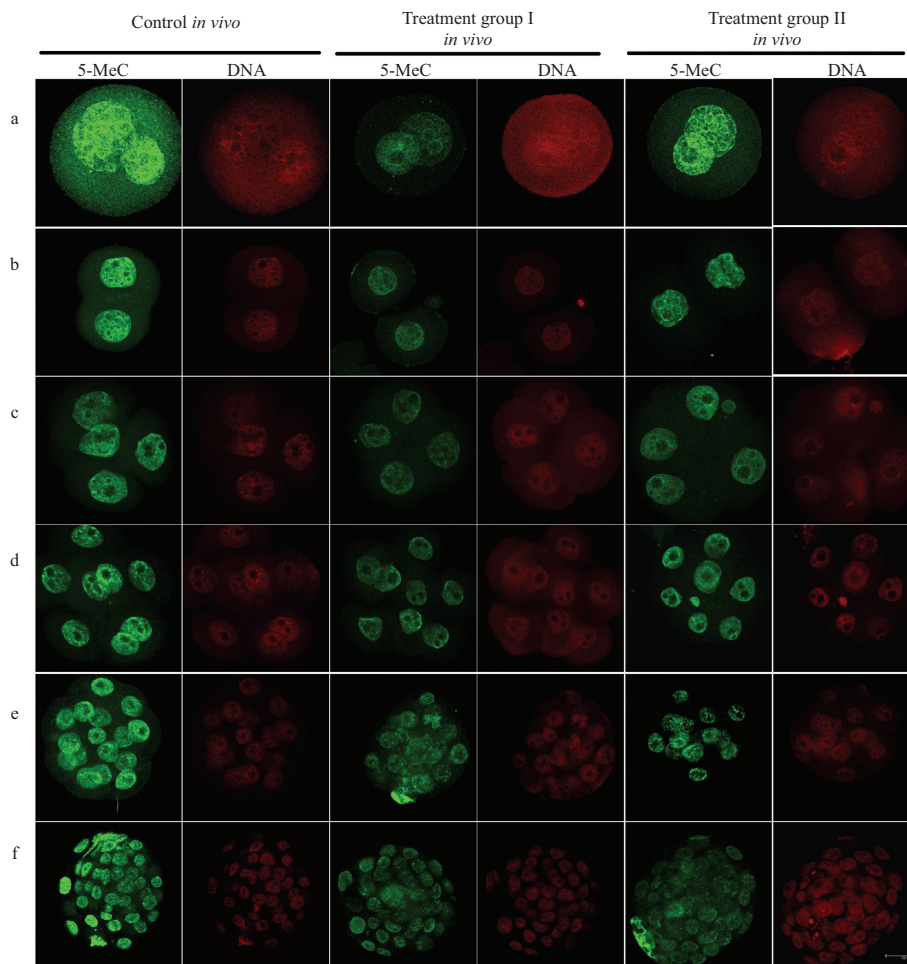 Control in vivo
Treatment group I
in vivo
Treatment group II
in vivo
5-MeC DNA 5-MeC DNA 5-MeC DNA
a
b
c
d
e
f